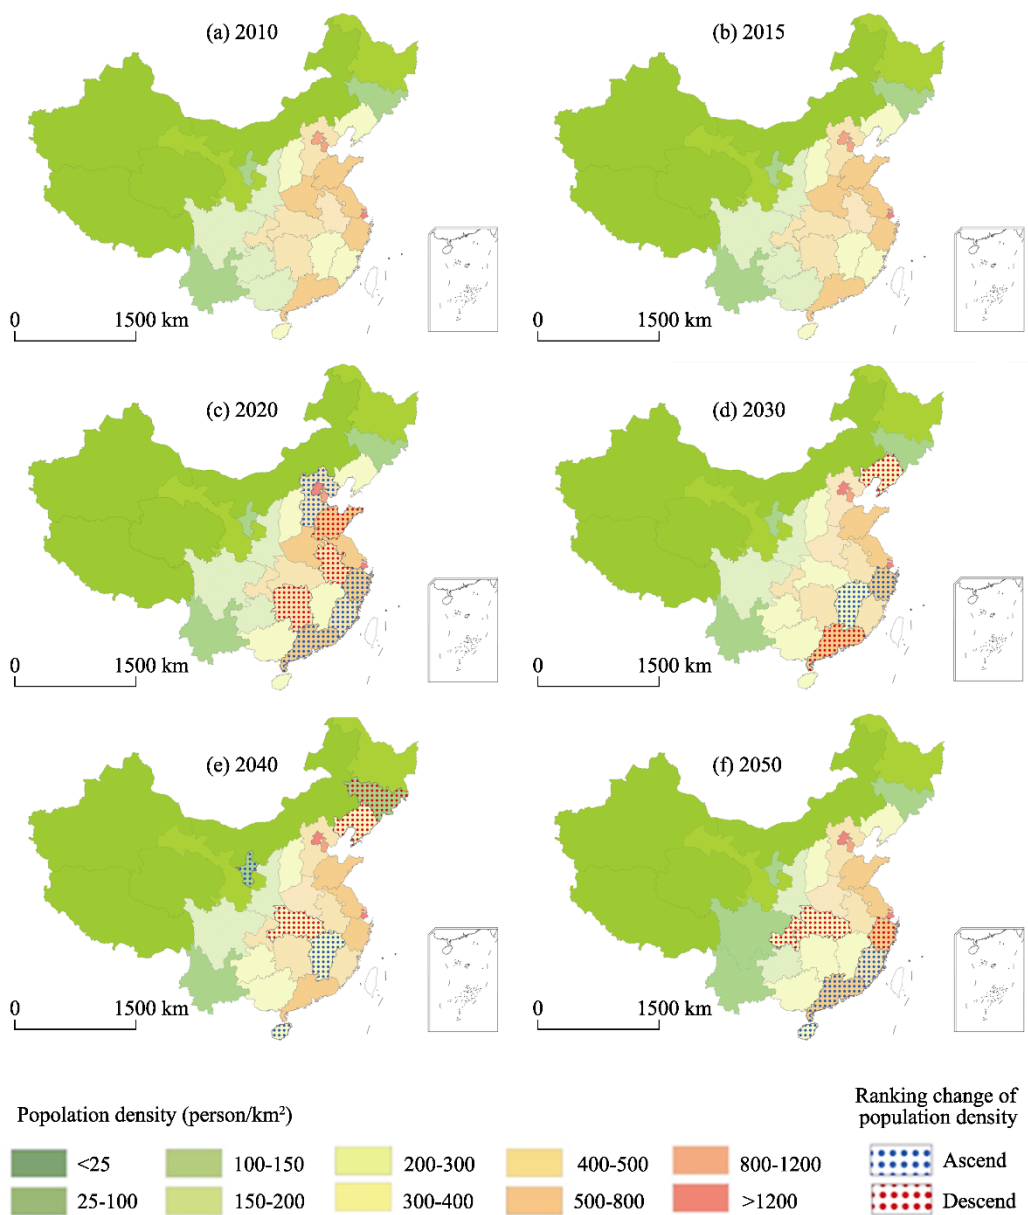 (a) 2010
0 1500 km
(b) 2015
0 1500 km
(c) 2020
0 1500 km
(d) 2030
0 1500 km
(e) 2040
0 1500 km
(f) 2050
0 1500 km
Popolation density (person/km²)
<25
100-150
200-300
400-500
800-1200
25-100
150-200
300-400
500-800
>1200
Ranking change of
population density
Ascend
Descend